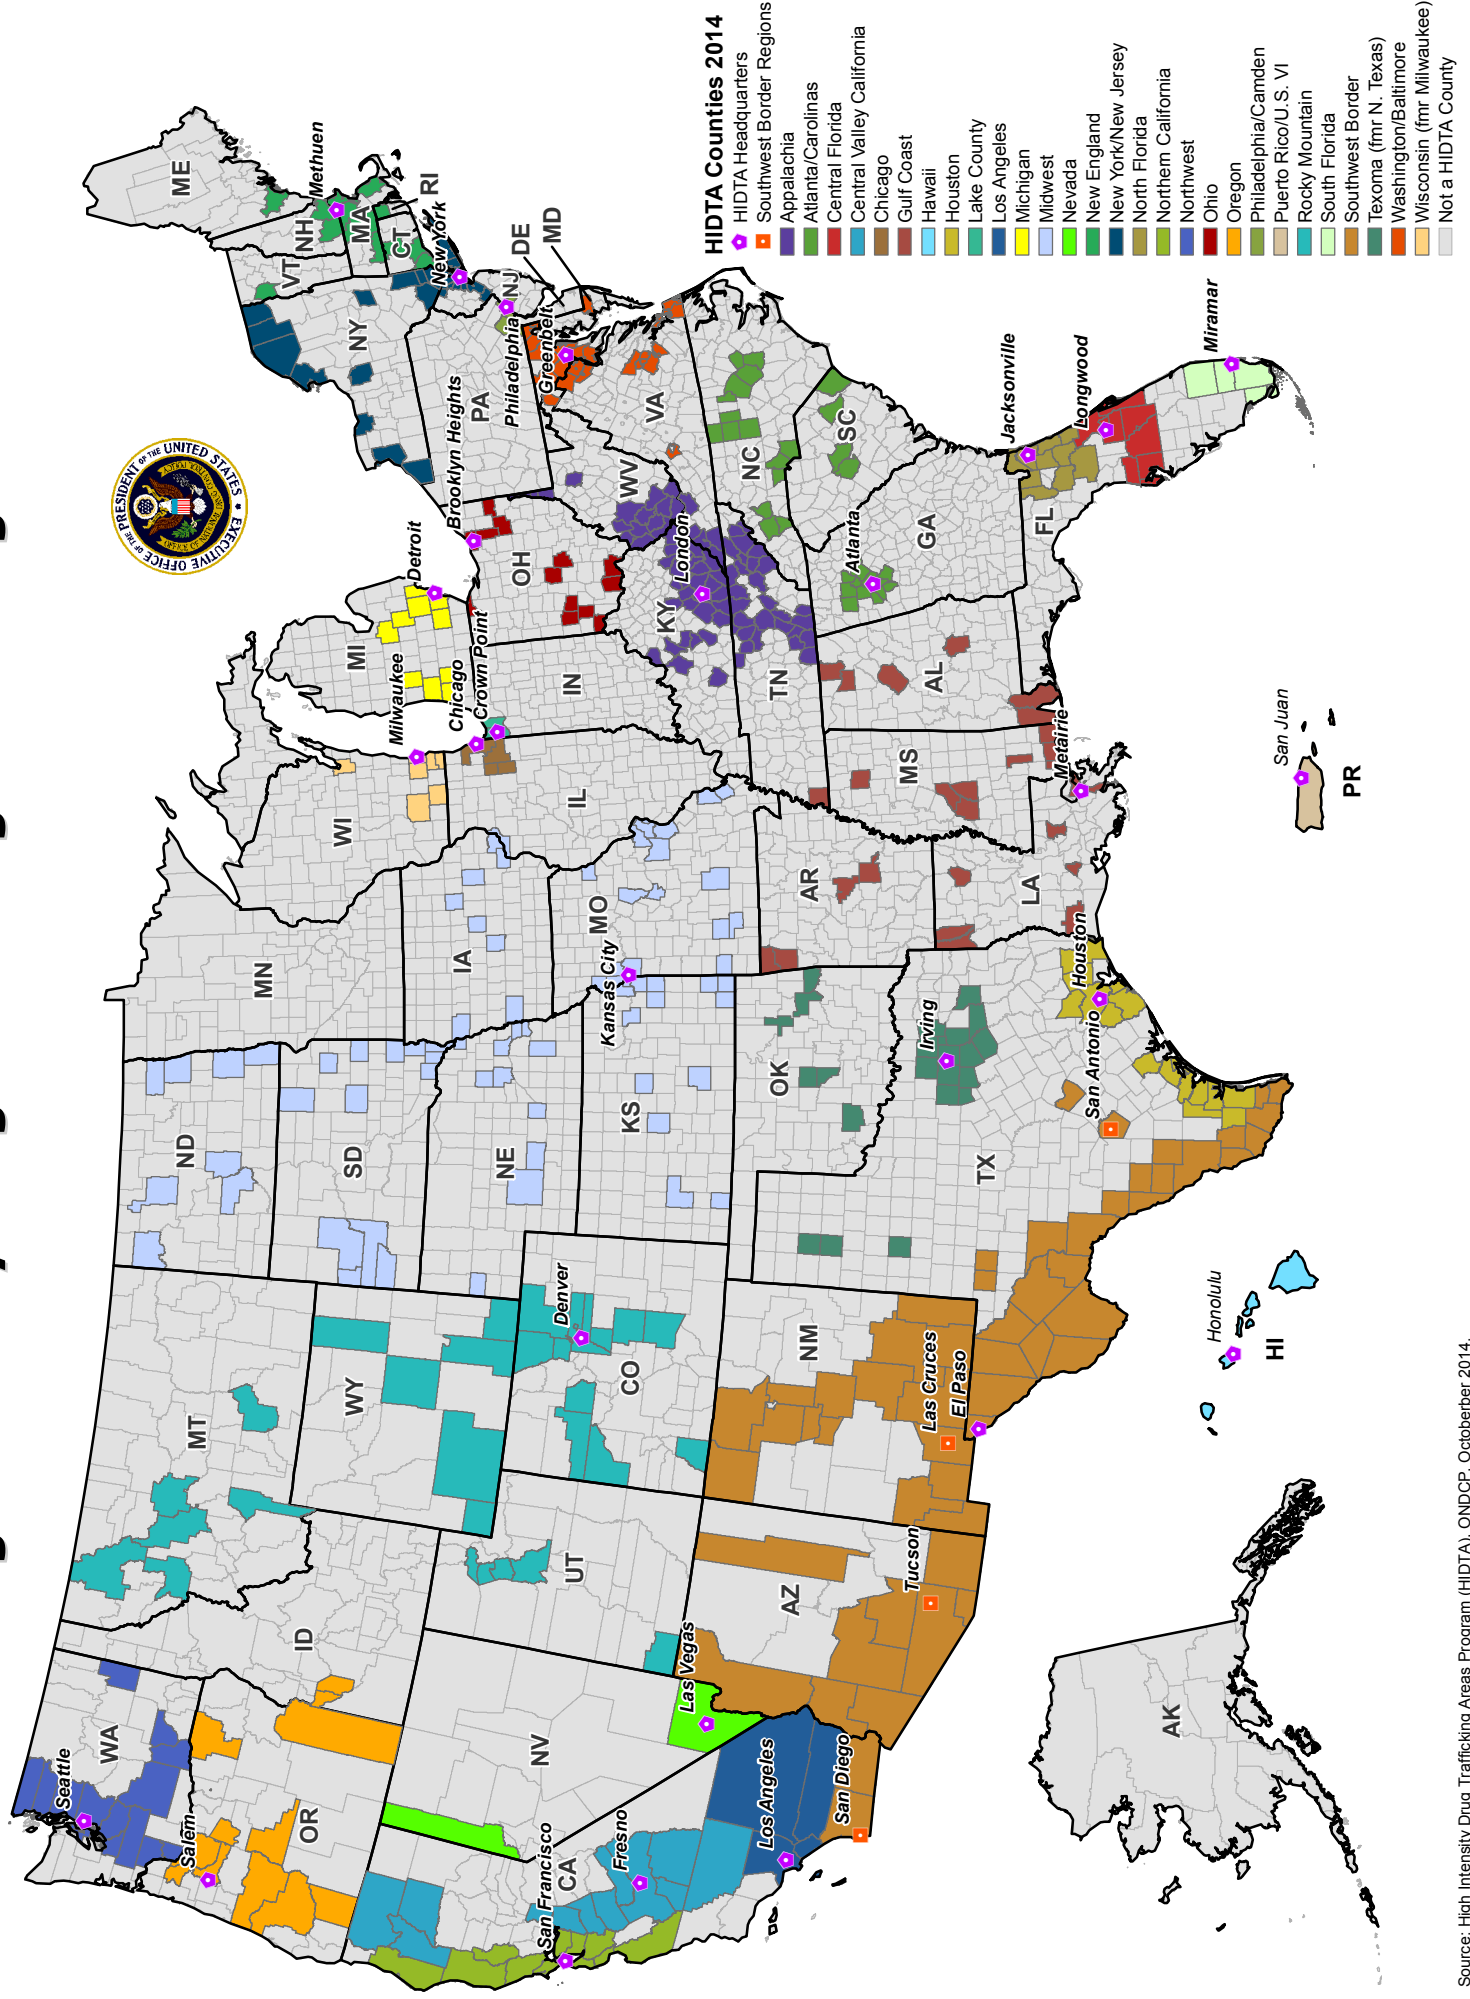 HIDTA Counties 2014
HIDTA Headquarters
Southwest Border Regions
Appalachia
Atlanta/Carolinas
Central Florida
Central Valley California
Chicago
Gulf Coast
Hawaii
Houston
Lake County
Los Angeles
Michigan
Midwest
Nevada
New England
New York/New Jersey
North Florida
Northern California
Northwest
Ohio
Oregon
Philadelphia/Camden
Puerto Rico/U.S. VI
Rocky Mountain
South Florida
Southwest Border
Texoma (fmr N. Texas)
Washington/Baltimore
Wisconsin (fmr Milwaukee)
Not a HIDTA County
EXECUTIVE OFFICE OF THE PRESIDENT OF THE UNITED STATES
OFFICE OF NATIONAL DRUG CONTROL POLICY
Seattle
WA
Salem
OR
ID
MT
ND
MN
WI
MI
Milwaukee
Detroit
Chicago
Crown Point
Brooklyn Heights
NY
VT
NH
ME
Methuen
MA
RI
CT
New York
NJ
DE
MD
PA
Philadelphia
Greenbelt
SD
WY
NE
IA
IL
IN
OH
WV
VA
KY
London
San Francisco
CA
Fresno
NV
UT
CO
Denver
KS
Kansas City
MO
TN
NC
SC
Las Vegas
Los Angeles
San Diego
AZ
Tucson
NM
Las Cruces
El Paso
OK
AR
MS
AL
GA
Atlanta
TX
Irving
San Antonio
Houston
LA
Metairie
FL
Jacksonville
Longwood
Miramar
AK
Honolulu
HI
San Juan
PR
Source: High Intensity Drug Trafficking Areas Program (HIDTA), ONDCP, Octoberber 2014.